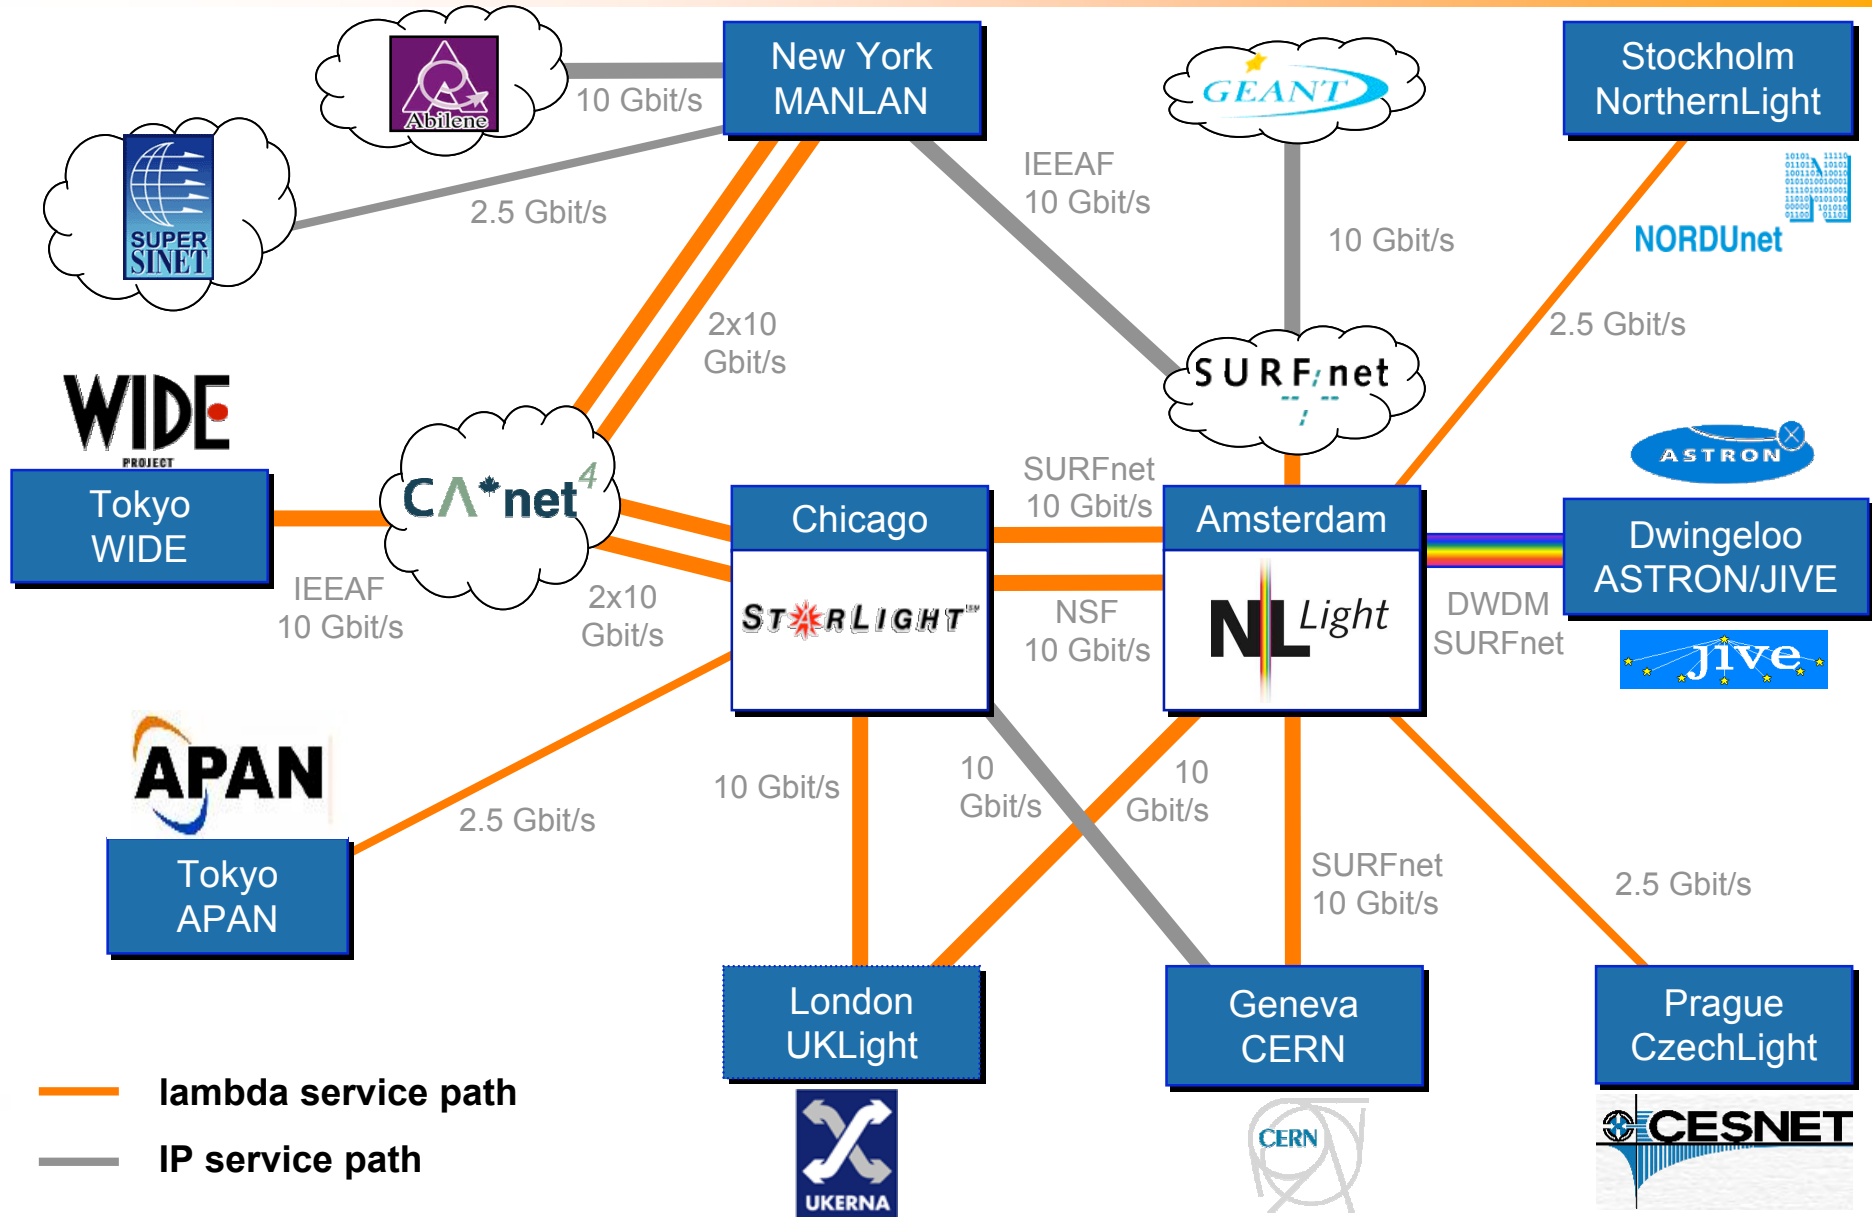 Abilene
10 Gbit/s
New York
MANLAN
GEANT
Stockholm
NorthernLight
SUPER
SINET
2.5 Gbit/s
IEEAF
10 Gbit/s
10 Gbit/s
N
NORDUnet
2x10
Gbit/s
2.5 Gbit/s
SURFnet
WIDE
PROJECT
Tokyo
WIDE
CA*net 4
IEEAF
10 Gbit/s
2x10
Gbit/s
Chicago
STARLIGHT
SURFnet
10 Gbit/s
NSF
10 Gbit/s
Amsterdam
NL Light
ASTRON
Dwingeloo
ASTRON/JIVE
DWDM
SURFnet
jive
APAN
Tokyo
APAN
2.5 Gbit/s
10 Gbit/s
10
Gbit/s
10
Gbit/s
SURFnet
10 Gbit/s
2.5 Gbit/s
London
UKLight
Geneva
CERN
Prague
CzechLight
lambda service path
IP service path
UKERNA
CERN
CESNET